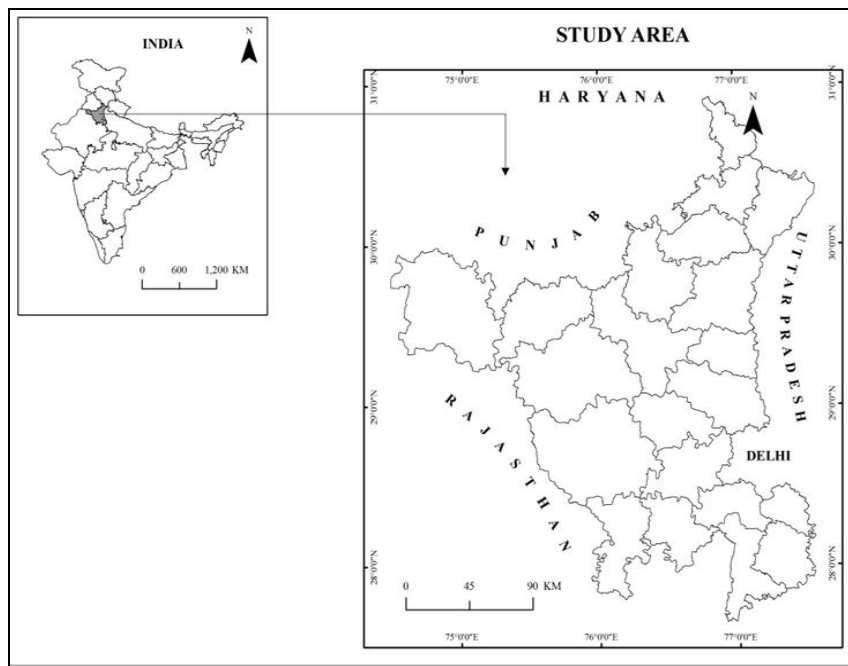 INDIA
N
0 600 1,200 KM
STUDY AREA
75°0'0"E 76°0'0"E 77°0'0"E
HARYANA
N
PUNJAB
UTTAR PRADESH
RAJASTHAN
DELHI
31°0'0"N
30°0'0"N
29°0'0"N
28°0'0"N
31°0'0"N
30°0'0"N
29°0'0"N
28°0'0"N
0 45 90 KM
75°0'0"E 76°0'0"E 77°0'0"E